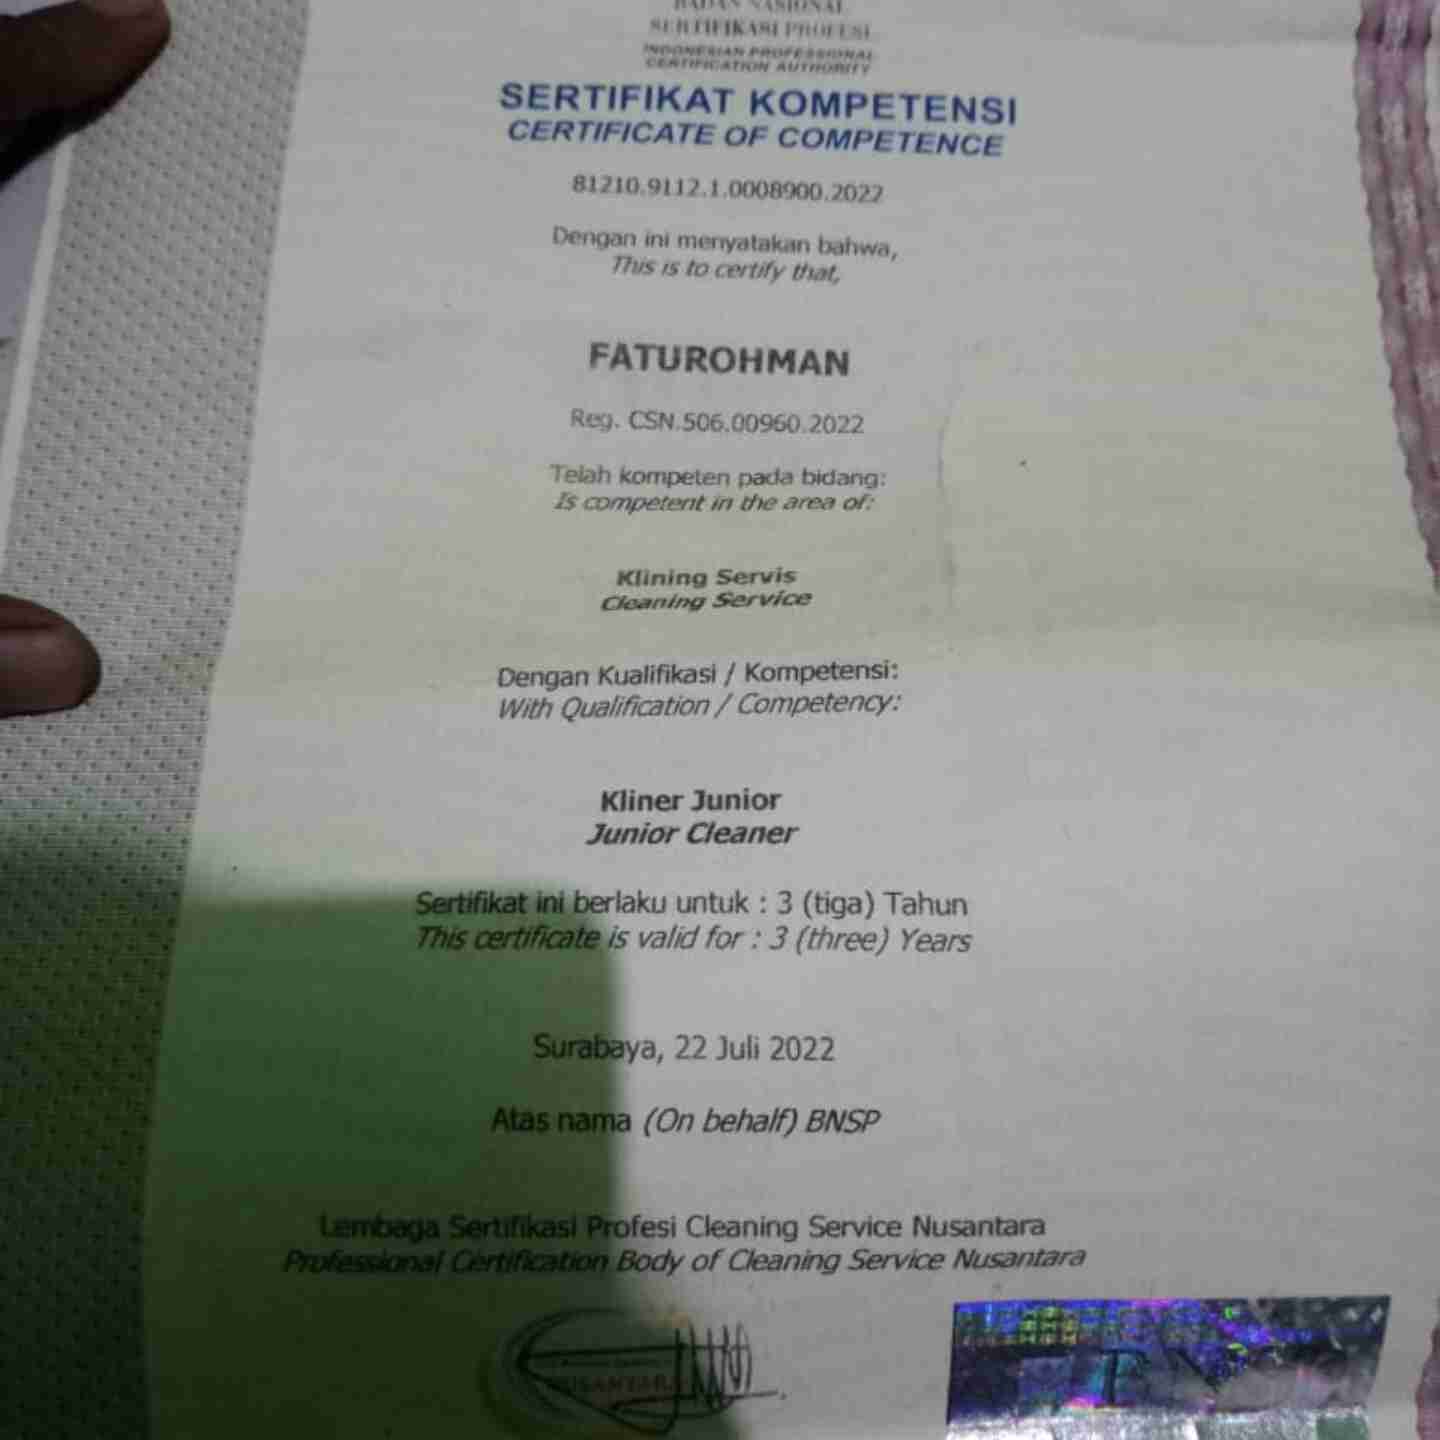 BADAN NASIONAL
SERTIFIKASI PROFESI
INDONESIAN PROFESSIONAL
CERTIFICATION AUTHORITY
SERTIFIKAT KOMPETENSI
CERTIFICATE OF COMPETENCE
81210.9112.1.0008900.2022
Dengan ini menyatakan bahwa,
This is to certify that,
FATUROHMAN
Reg. CSN.506.00960.2022
Telah kompeten pada bidang:
Is competent in the area of:
Klining Servis
Cleaning Service
Dengan Kualifikasi / Kompetensi:
With Qualification / Competency:
Kliner Junior
Junior Cleaner
Sertifikat ini berlaku untuk : 3 (tiga) Tahun
This certificate is valid for : 3 (three) Years
Surabaya, 22 Juli 2022
Atas nama (On behalf) BNSP
Lembaga Sertifikasi Profesi Cleaning Service Nusantara
Professional Certification Body of Cleaning Service Nusantara
NUSANTARA